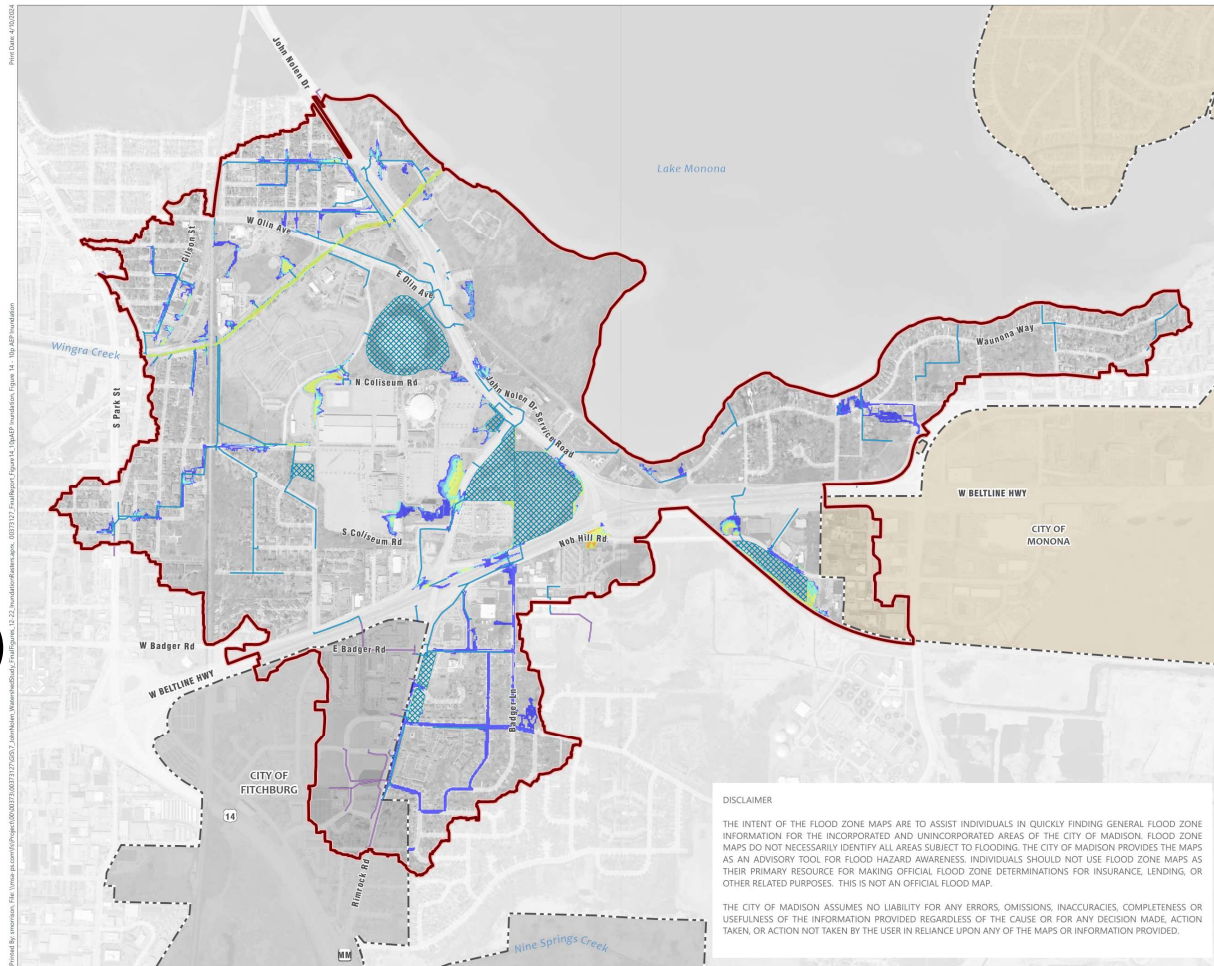 Print Date: 4/10/2024
John Nolen Dr
Lake Monona
W Olin Ave
Gilson St
E Olin Ave
Wingra Creek
S Park St
N Coliseum Rd
John Nolen Dr Service Road
Waunona Way
W BELTLINE HWY
CITY OF
MONONA
S Coliseum Rd
Nob Hill Rd
W Badger Rd
E Badger Rd
W BELTLINE HWY
Badger Ln
CITY OF
FITCHBURG
14
Rimrock Rd
MM
Nine Springs Creek
DISCLAIMER
THE INTENT OF THE FLOOD ZONE MAPS ARE TO ASSIST INDIVIDUALS IN QUICKLY FINDING GENERAL FLOOD ZONE
INFORMATION FOR THE INCORPORATED AND UNINCORPORATED AREAS OF THE CITY OF MADISON. FLOOD ZONE
MAPS DO NOT NECESSARILY IDENTIFY ALL AREAS SUBJECT TO FLOODING. THE CITY OF MADISON PROVIDES THE MAPS
AS AN ADVISORY TOOL FOR FLOOD HAZARD AWARENESS. INDIVIDUALS SHOULD NOT USE FLOOD ZONE MAPS AS
THEIR PRIMARY RESOURCE FOR MAKING OFFICIAL FLOOD ZONE DETERMINATIONS FOR INSURANCE, LENDING, OR
OTHER RELATED PURPOSES. THIS IS NOT AN OFFICIAL FLOOD MAP.
THE CITY OF MADISON ASSUMES NO LIABILITY FOR ANY ERRORS, OMISSIONS, INACCURACIES, COMPLETENESS OR
USEFULNESS OF THE INFORMATION PROVIDED REGARDLESS OF THE CAUSE OR FOR ANY DECISION MADE, ACTION
TAKEN, OR ACTION NOT TAKEN BY THE USER IN RELIANCE UPON ANY OF THE MAPS OR INFORMATION PROVIDED.